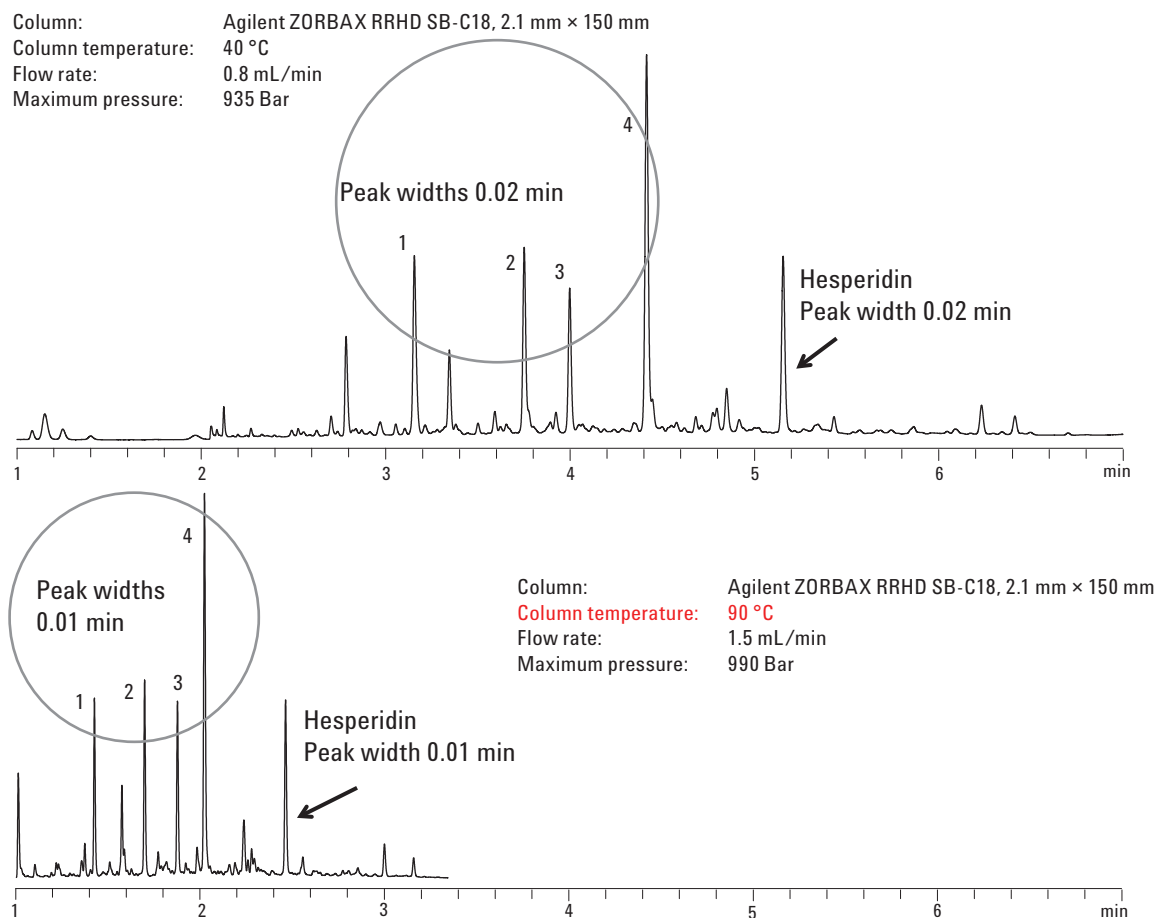 Column: Agilent ZORBAX RRHD SB-C18, 2.1 mm × 150 mm
Column temperature: 40 °C
Flow rate: 0.8 mL/min
Maximum pressure: 935 Bar
4
Peak widths 0.02 min
1
2
3
Hesperidin
Peak width 0.02 min
1 2 3 4 5 6 min
4
Peak widths
0.01 min
1
2
3
Hesperidin
Peak width 0.01 min
Column: Agilent ZORBAX RRHD SB-C18, 2.1 mm × 150 mm
Column temperature: 90 °C
Flow rate: 1.5 mL/min
Maximum pressure: 990 Bar
1 2 3 4 5 6 min